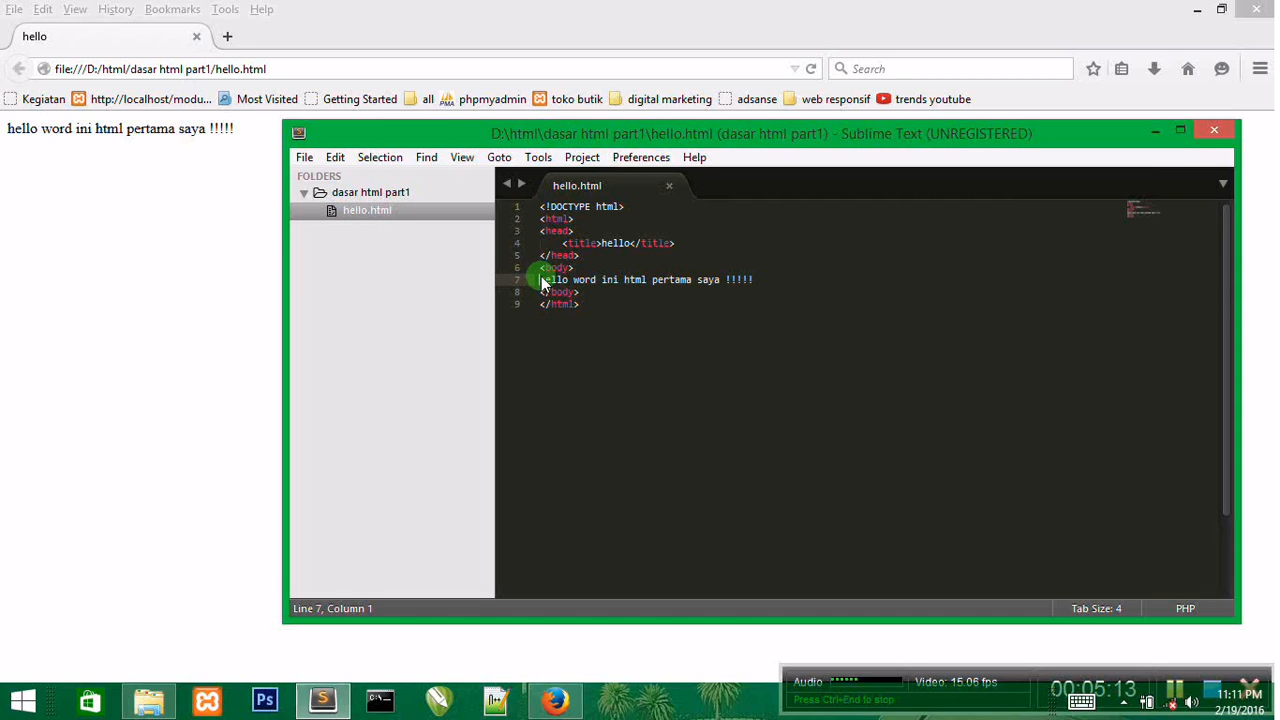 File Edit View History Bookmarks Tools Help
hello
file:///D:/html/dasar html part1/hello.html
Search
Kegiatan http://localhost/modu... Most Visited Getting Started all phpmyadmin toko butik digital marketing adsanse web responsif trends youtube
hello word ini html pertama saya !!!!!
D:\html\dasar html part1\hello.html (dasar html part1) - Sublime Text (UNREGISTERED)
File Edit Selection Find View Goto Tools Project Preferences Help
FOLDERS
dasar html part1
hello.html
hello.html
1 <!DOCTYPE html>
2 <html>
3 <head>
4 <title>hello</title>
5 </head>
6 <body>
7 hello word ini html pertama saya !!!!!
8 </body>
9 </html>
Line 7, Column 1
Tab Size: 4
PHP
Audio
Video: 15.06 fps
00:05:13
Press Ctrl+End to stop
Ps
11:11 PM
2/19/2016